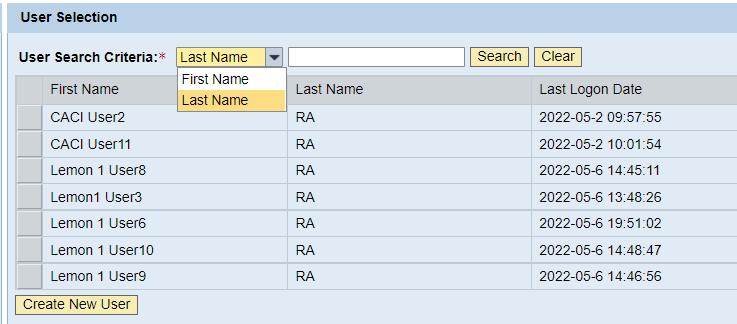 User Selection
User Search Criteria:* Last Name Search Clear
First Name
Last Name
First Name Last Name Last Logon Date
CACI User2 RA 2022-05-2 09:57:55
CACI User11 RA 2022-05-2 10:01:54
Lemon 1 User8 RA 2022-05-6 14:45:11
Lemon1 User3 RA 2022-05-6 13:48:26
Lemon 1 User6 RA 2022-05-6 19:51:02
Lemon 1 User10 RA 2022-05-6 14:48:47
Lemon 1 User9 RA 2022-05-6 14:46:56
Create New User